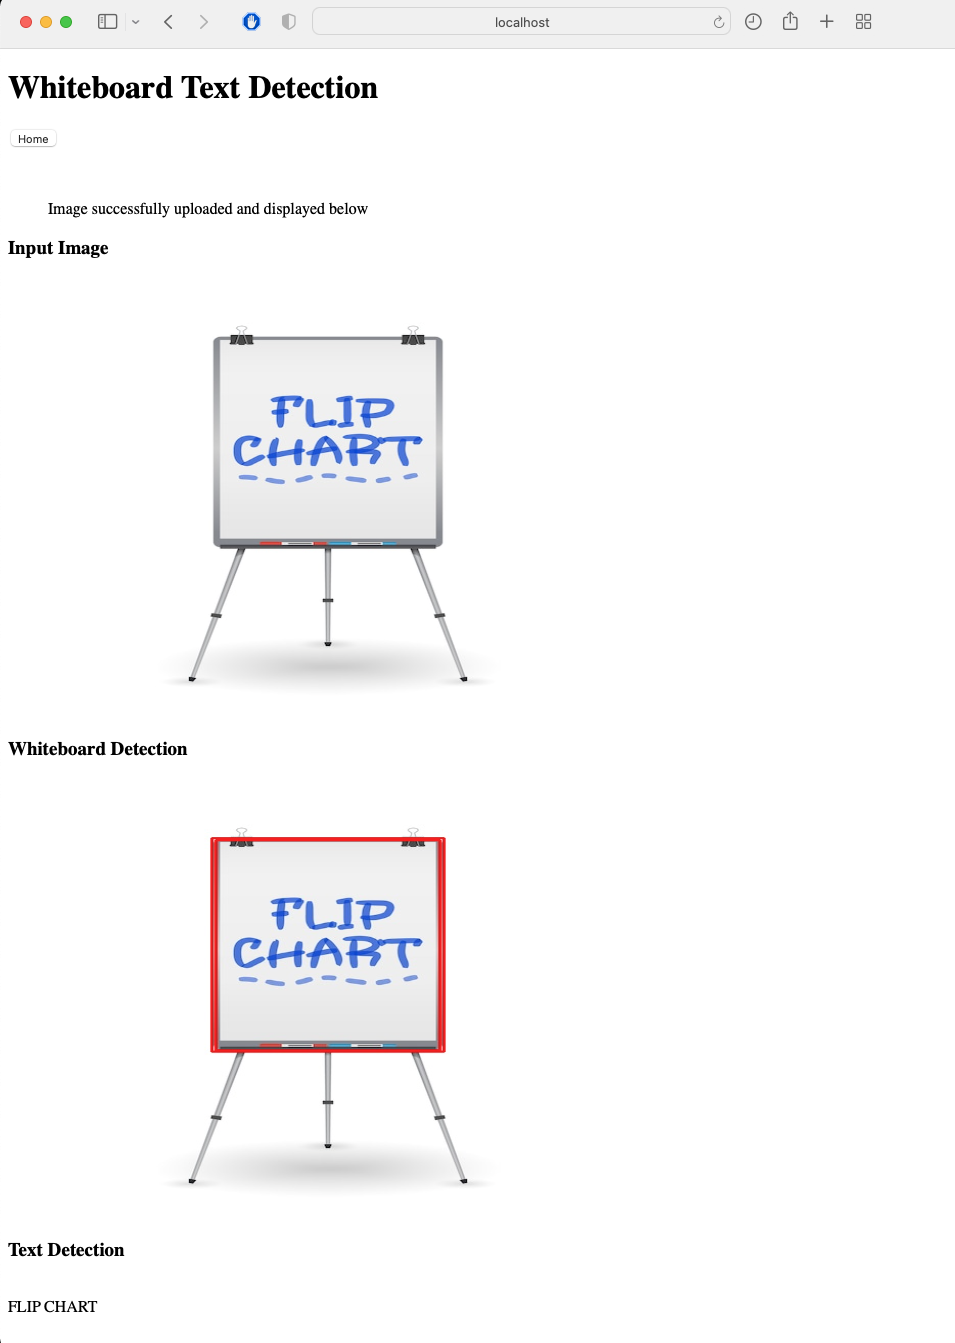 localhost
Whiteboard Text Detection
Home
Image successfully uploaded and displayed below
Input Image
FLIP
CHART
Whiteboard Detection
FLIP
CHART
Text Detection
FLIP CHART